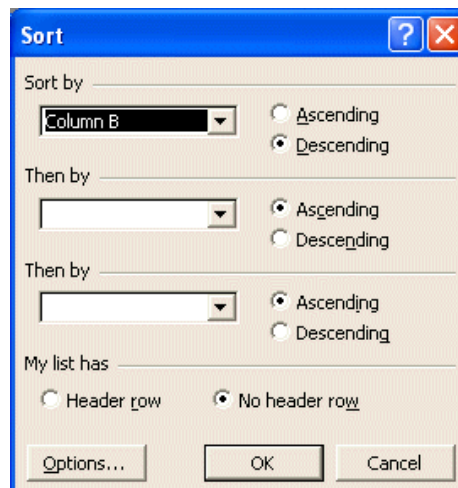 Sort
Sort by
Column B
Ascending
Descending
Then by
Ascending
Descending
Then by
Ascending
Descending
My list has
Header row
No header row
Options...
OK
Cancel